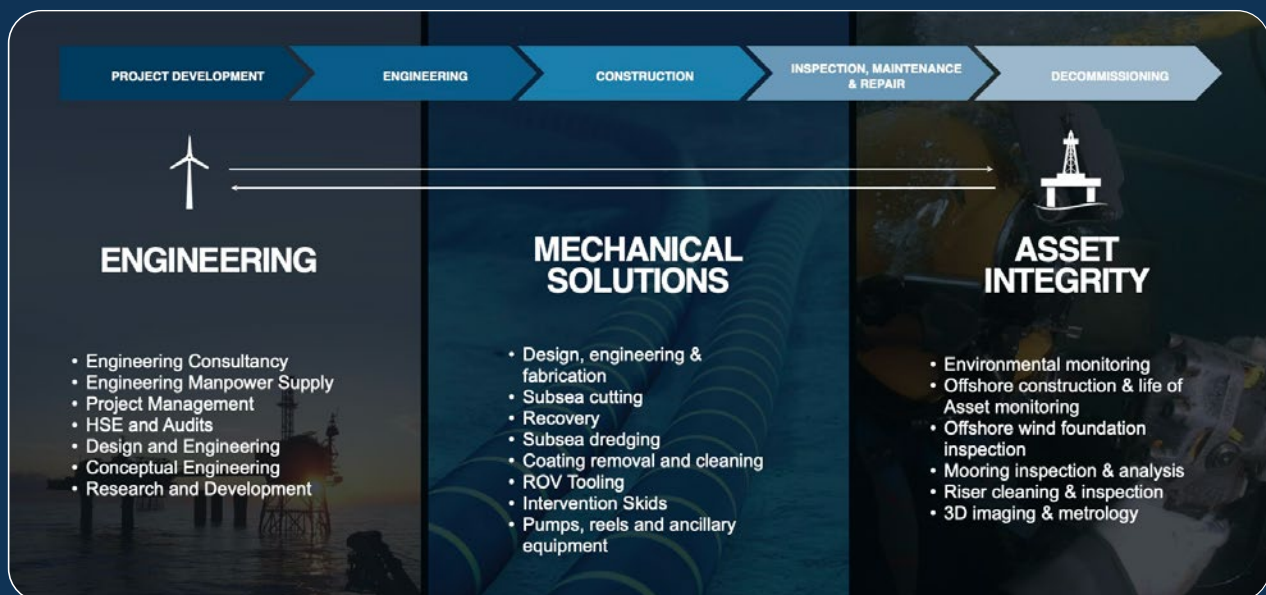 PROJECT DEVELOPMENT
ENGINEERING
CONSTRUCTION
INSPECTION, MAINTENANCE
& REPAIR
DECOMMISSIONING
ENGINEERING
• Engineering Consultancy
• Engineering Manpower Supply
• Project Management
• HSE and Audits
• Design and Engineering
• Conceptual Engineering
• Research and Development
MECHANICAL
SOLUTIONS
• Design, engineering &
fabrication
• Subsea cutting
• Recovery
• Subsea dredging
• Coating removal and cleaning
• ROV Tooling
• Intervention Skids
• Pumps, reels and ancillary
equipment
ASSET
INTEGRITY
• Environmental monitoring
• Offshore construction & life of
Asset monitoring
• Offshore wind foundation
inspection
• Mooring inspection & analysis
• Riser cleaning & inspection
• 3D imaging & metrology